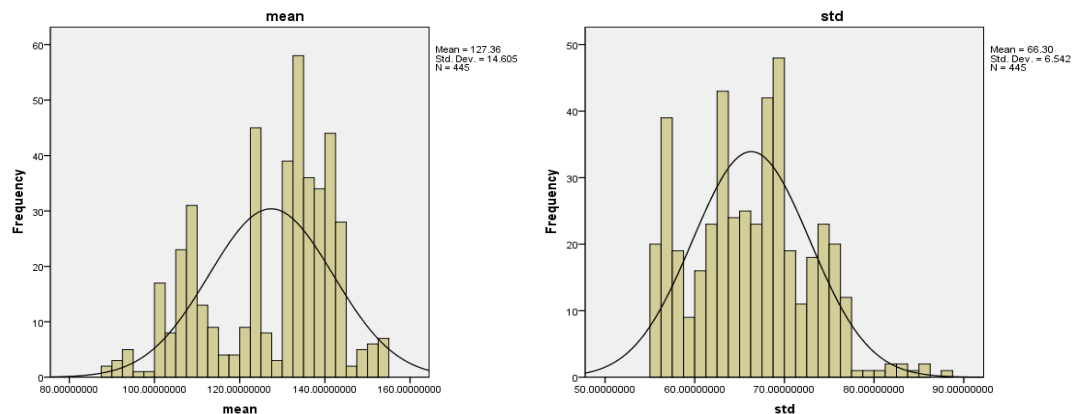 mean
Mean = 127.36
Std. Dev. = 14.605
N = 445
Frequency
60
50
40
30
20
10
0
80.00000000 100.00000000 120.00000000 140.00000000 160.00000000
mean
std
Mean = 66.30
Std. Dev. = 6.542
N = 445
Frequency
50
40
30
20
10
0
50.00000000 60.00000000 70.00000000 80.00000000 90.00000000
std